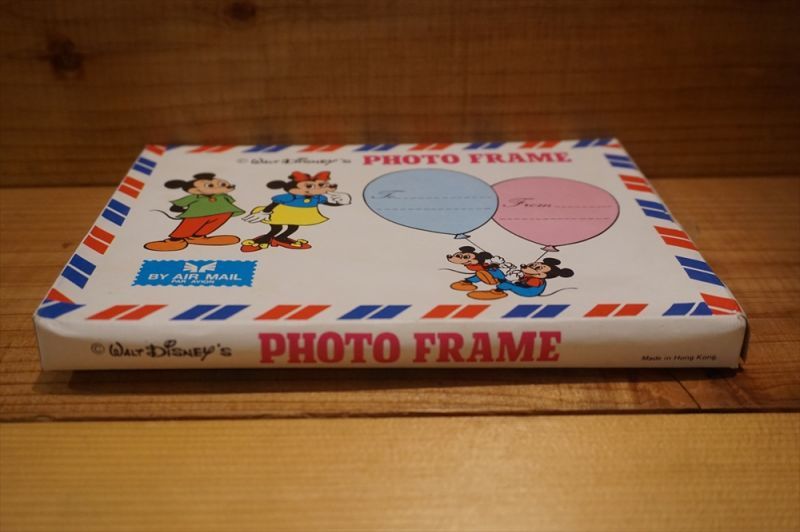 © WALT DISNEY'S PHOTO FRAME
To
From
BY AIR MAIL
PAR AVION
© WALT DISNEY'S PHOTO FRAME
Made in Hong Kong